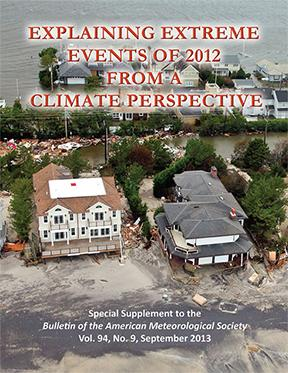 EXPLAINING EXTREME
EVENTS OF 2012
FROM A
CLIMATE PERSPECTIVE
Special Supplement to the
Bulletin of the American Meteorological Society
Vol. 94, No. 9, September 2013